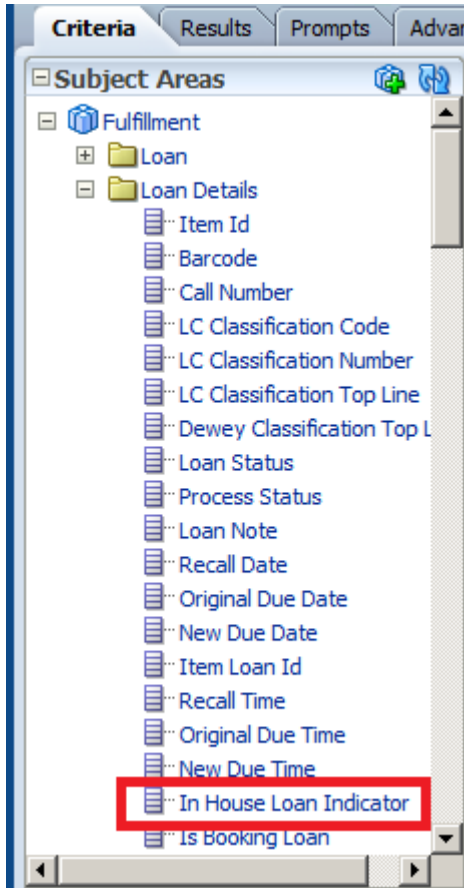 Criteria Results Prompts Advan
Subject Areas
Fulfillment
Loan
Loan Details
Item Id
Barcode
Call Number
LC Classification Code
LC Classification Number
LC Classification Top Line
Dewey Classification Top L
Loan Status
Process Status
Loan Note
Recall Date
Original Due Date
New Due Date
Item Loan Id
Recall Time
Original Due Time
New Due Time
In House Loan Indicator
Is Booking Loan